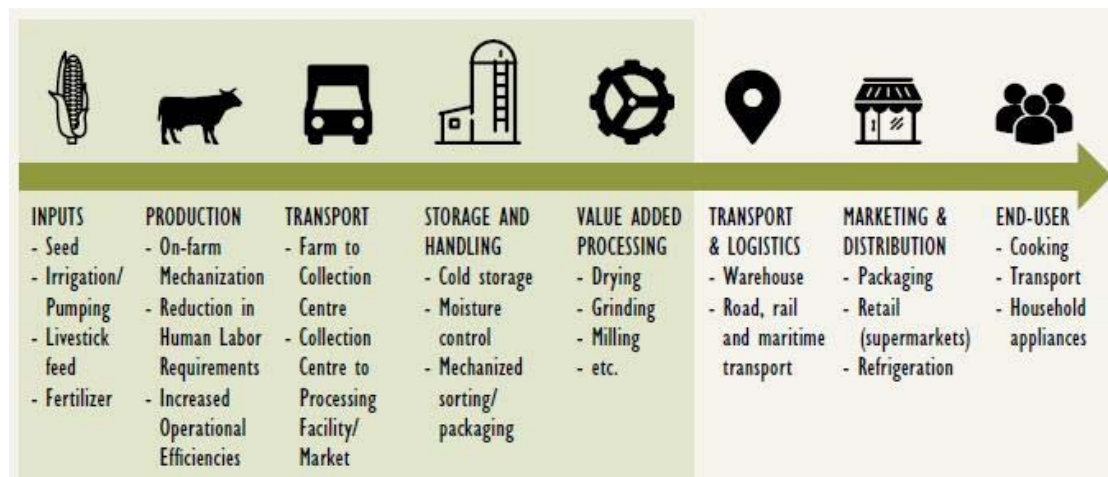 INPUTS
- Seed
- Irrigation/
Pumping
- Livestick
feed
- Fertilizer
PRODUCTION
- On-farm
Mechanization
- Reduction in
Human Labor
Requirements
- Increased
Operational
Efficiencies
TRANSPORT
- Farm to
Collection
Centre
- Collection
Centre to
Processing
Facility/
Market
STORAGE AND
HANDLING
- Cold storage
- Moisture
control
- Mechanized
sorting/
packaging
VALUE ADDED
PROCESSING
- Drying
- Grinding
- Milling
- etc.
TRANSPORT
& LOGISTICS
- Warehouse
- Road, rail
and maritime
transport
MARKETING &
DISTRIBUTION
- Packaging
- Retail
(supermarkets)
- Refrigeration
END-USER
- Cooking
- Transport
- Household
appliances